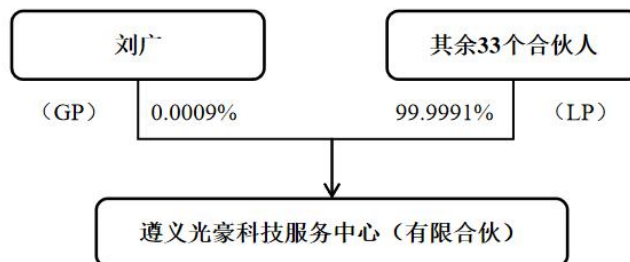 刘广
其余33个合伙人
（GP） 0.0009% 99.9991% （LP）
遵义光豪科技服务中心（有限合伙）